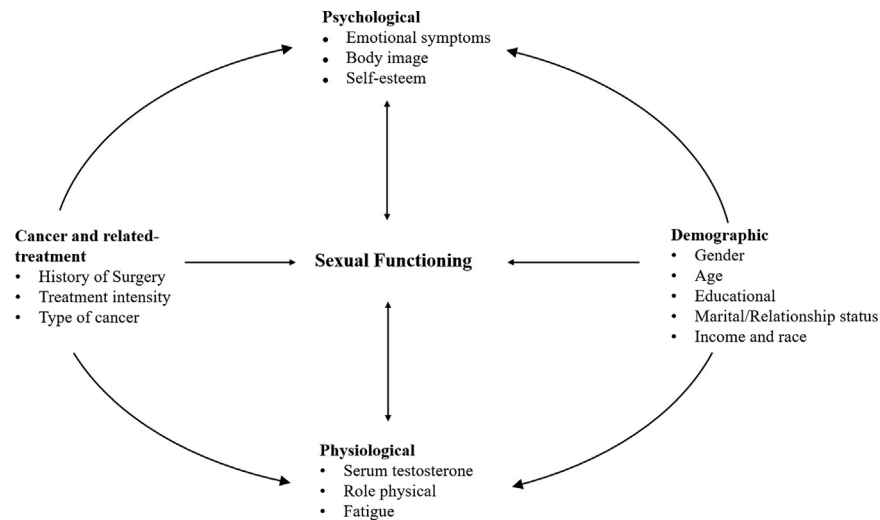 Psychological
• Emotional symptoms
• Body image
• Self-esteem
Cancer and related-
treatment
• History of Surgery
• Treatment intensity
• Type of cancer
Sexual Functioning
Demographic
• Gender
• Age
• Educational
• Marital/Relationship status
• Income and race
Physiological
• Serum testosterone
• Role physical
• Fatigue